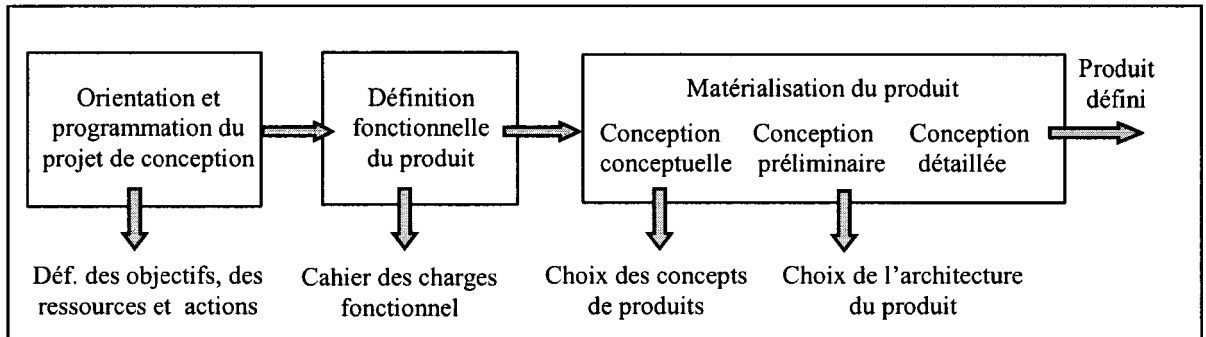 Orientation et
programmation du
projet de conception
Définition
fonctionnelle
du produit
Matérialisation du produit
Conception
conceptuelle
Conception
préliminaire
Conception
détaillée
Produit
défini
Déf. des objectifs, des
ressources et actions
Cahier des charges
fonctionnel
Choix des concepts
de produits
Choix de l'architecture
du produit